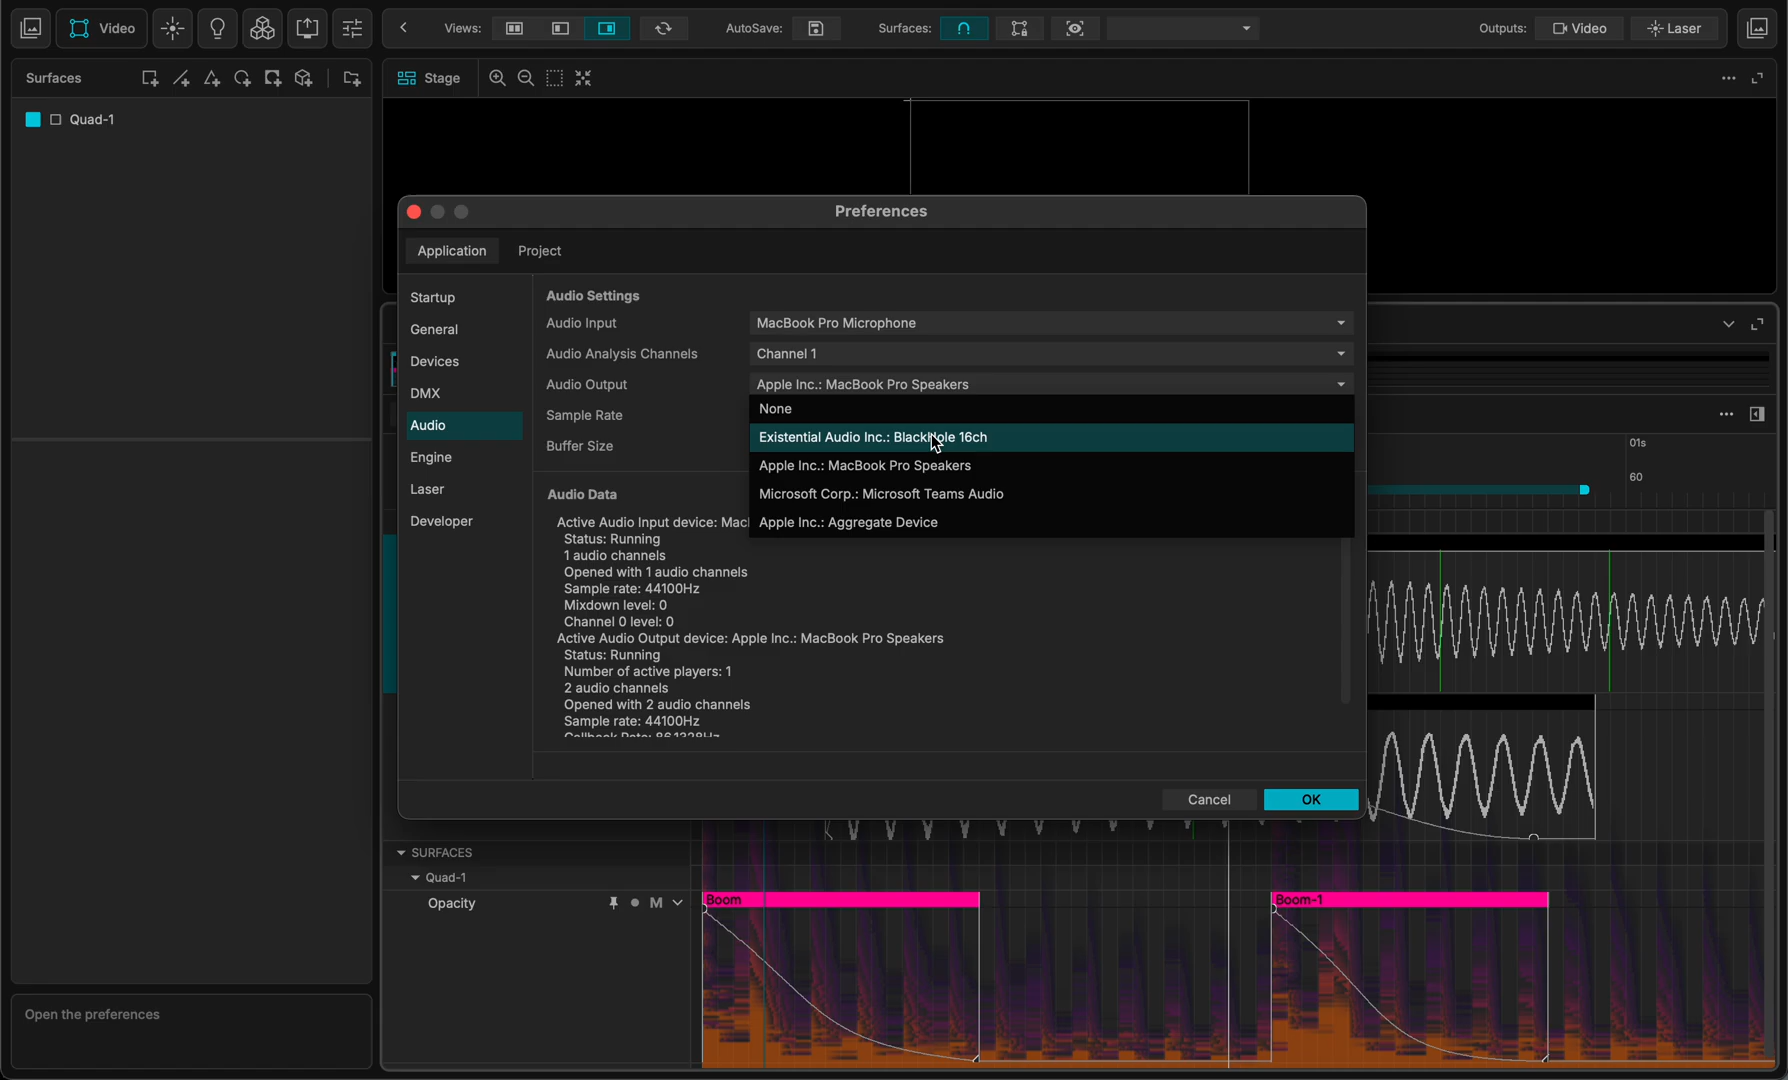 Video
Views:
AutoSave:
Surfaces:
Outputs:
Video
Laser
Surfaces
Stage
Quad-1
Preferences
Application
Project
Startup
General
Devices
DMX
Audio
Engine
Laser
Developer
Audio Settings
Audio Input
MacBook Pro Microphone
Audio Analysis Channels
Channel 1
Audio Output
Apple Inc.: MacBook Pro Speakers
Sample Rate
Buffer Size
None
Existential Audio Inc.: BlackHole 16ch
Apple Inc.: MacBook Pro Speakers
Microsoft Corp.: Microsoft Teams Audio
Apple Inc.: Aggregate Device
Audio Data
Active Audio Input device: Mac
Status: Running
1 audio channels
Opened with 1 audio channels
Sample rate: 44100Hz
Mixdown level: 0
Channel 0 level: 0
Active Audio Output device: Apple Inc.: MacBook Pro Speakers
Status: Running
Number of active players: 1
2 audio channels
Opened with 2 audio channels
Sample rate: 44100Hz
Callback Rate: 86.1328Hz
Cancel
OK
01s
60
SURFACES
Quad-1
Opacity
M
Boom
Boom-1
Open the preferences